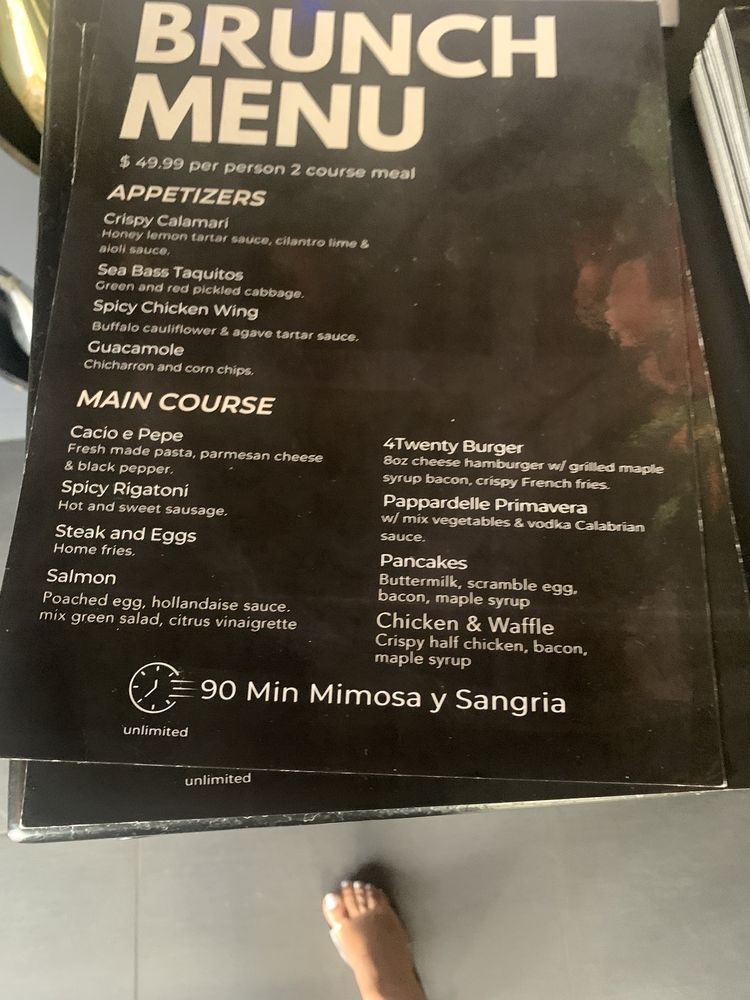 BRUNCH
MENU
$ 49.99 per person 2 course meal
APPETIZERS
Crispy Calamari
Honey lemon tartar sauce, cilantro lime &
aioli sauce.
Sea Bass Taquitos
Green and red pickled cabbage.
Spicy Chicken Wing
Buffalo cauliflower & agave tartar sauce.
Guacamole
Chicharron and corn chips.
MAIN COURSE
Cacio e Pepe
Fresh made pasta, parmesan cheese
& black pepper.
Spicy Rigatoni
Hot and sweet sausage.
Steak and Eggs
Home fries.
Salmon
Poached egg, hollandaise sauce.
mix green salad, citrus vinaigrette
4Twenty Burger
8oz cheese hamburger w/ grilled maple
syrup bacon, crispy French fries.
Pappardelle Primavera
w/ mix vegetables & vodka Calabrian
sauce.
Pancakes
Buttermilk, scramble egg,
bacon, maple syrup
Chicken & Waffle
Crispy half chicken, bacon,
maple syrup
90 Min Mimosa y Sangria
unlimited
unlimited